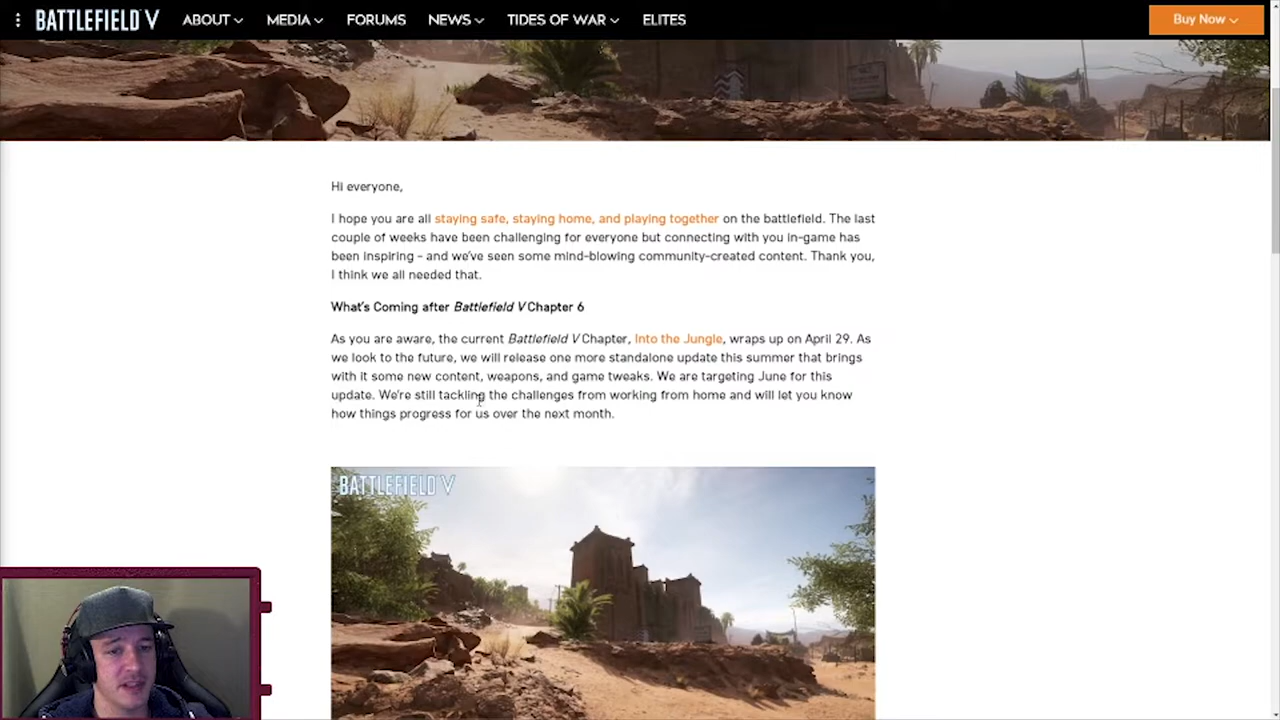 BATTLEFIELD V ABOUT MEDIA FORUMS NEWS TIDES OF WAR ELITES Buy Now
Hi everyone,
I hope you are all staying safe, staying home, and playing together on the battlefield. The last
couple of weeks have been challenging for everyone but connecting with you in-game has
been inspiring - and we've seen some mind-blowing community-created content. Thank you,
I think we all needed that.
What's Coming after Battlefield V Chapter 6
As you are aware, the current Battlefield V Chapter, Into the Jungle, wraps up on April 29. As
we look to the future, we will release one more standalone update this summer that brings
with it some new content, weapons, and game tweaks. We are targeting June for this
update. We're still tackling the challenges from working from home and will let you know
how things progress for us over the next month.
BATTLEFIELD V